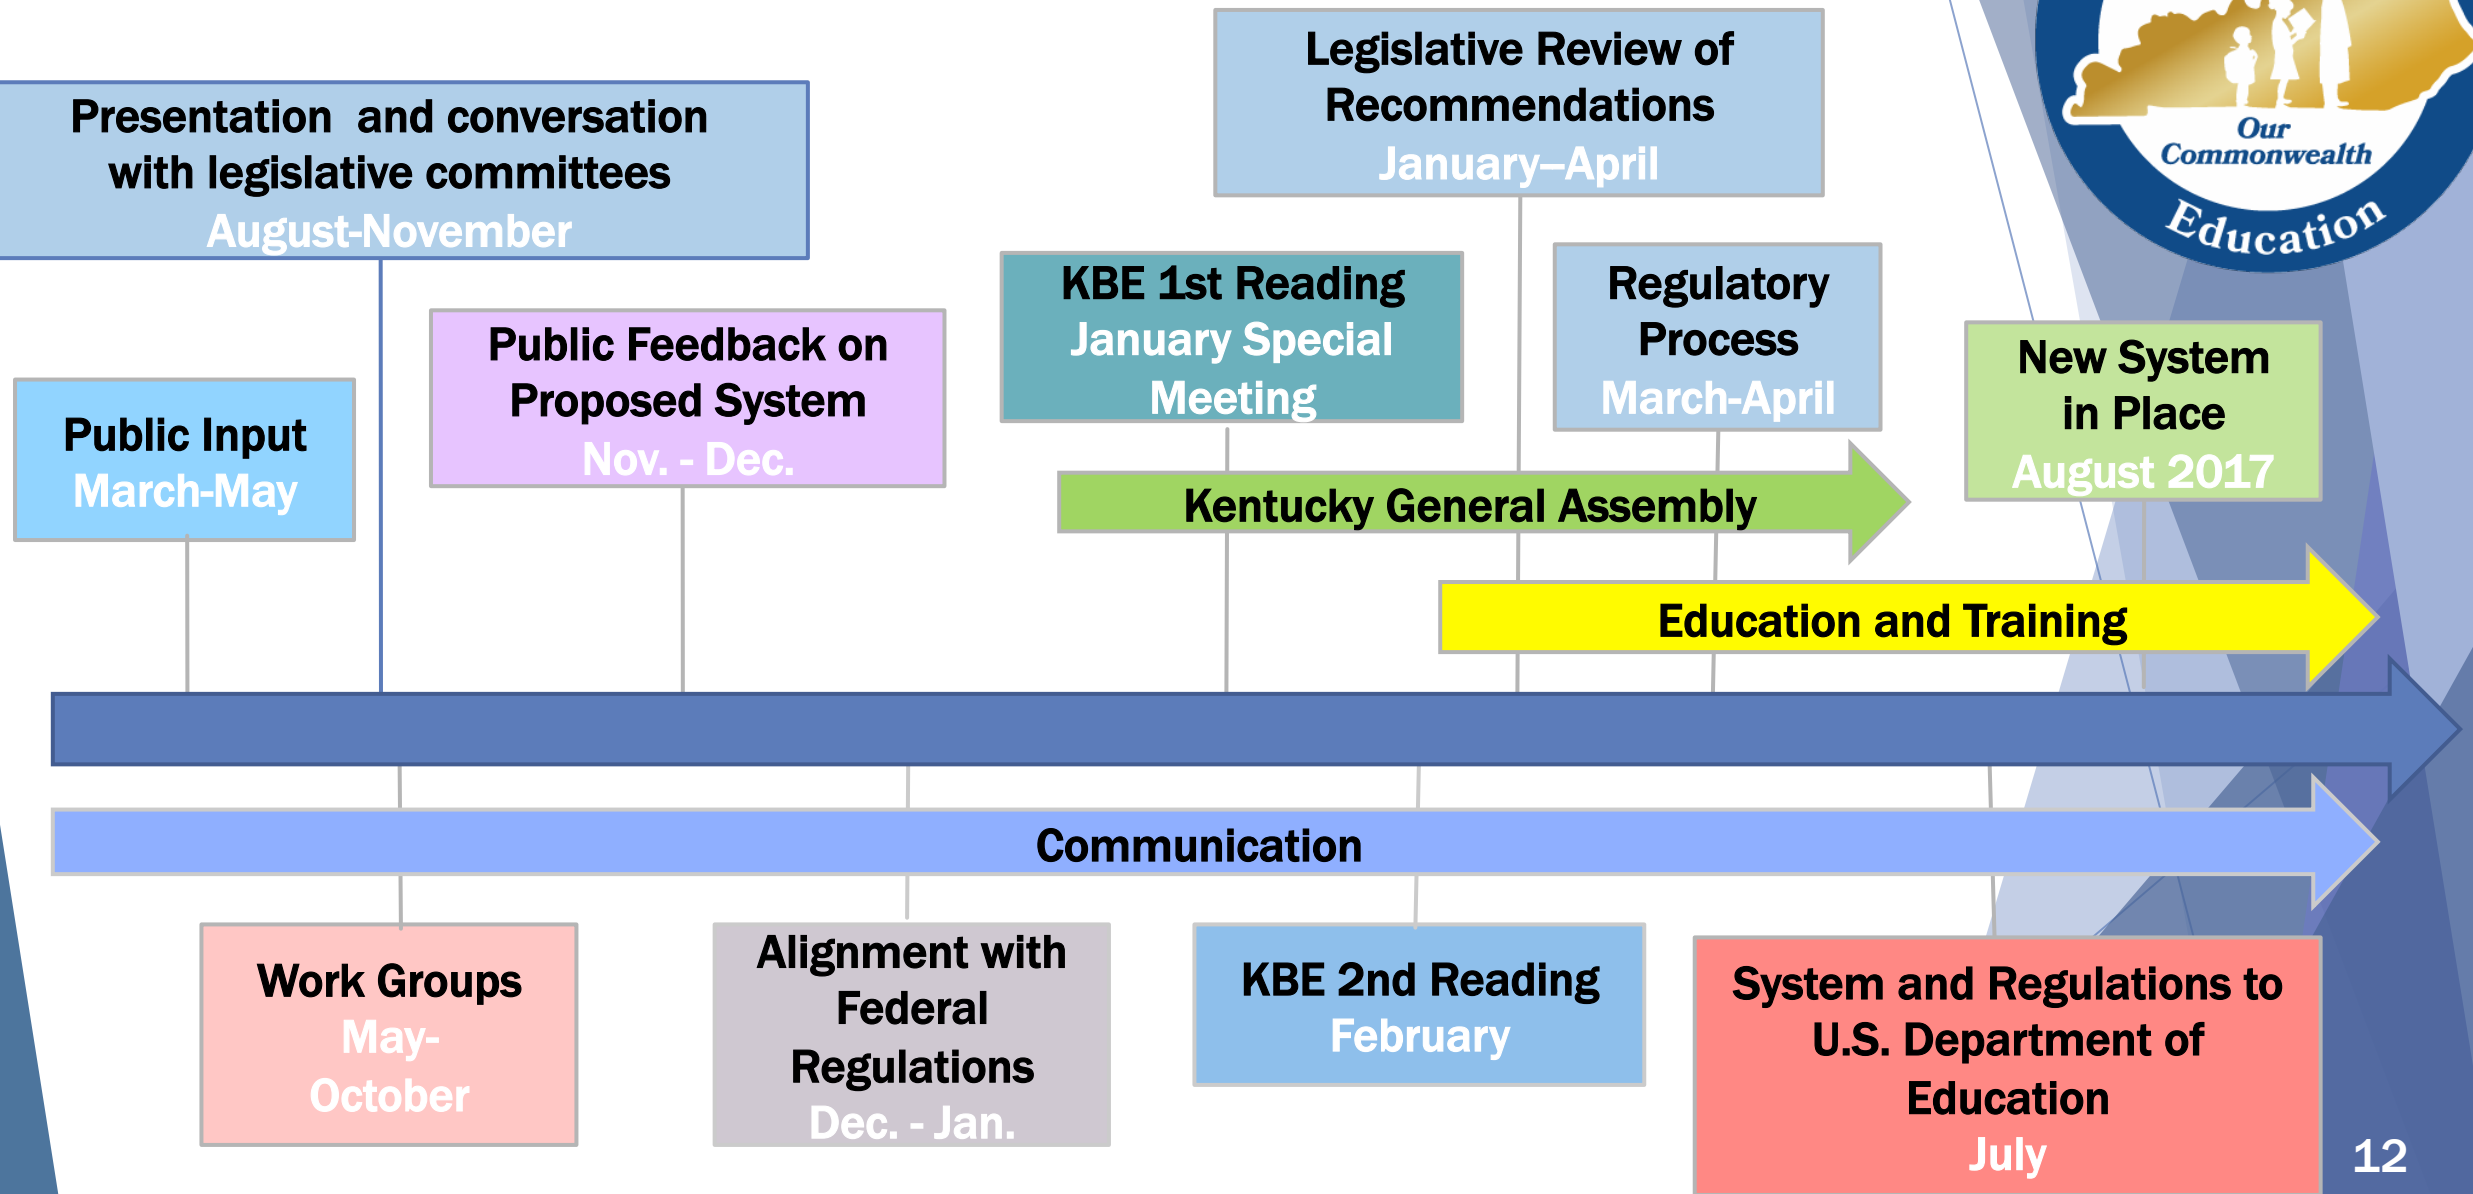 Legislative Review of
Recommendations
January–April
Presentation  and conversation
with legislative committees
August-November
Our
Commonwealth
Education
KBE 1st Reading
January Special
Meeting
Regulatory
Process
March-April
Public Feedback on
Proposed System
Nov. - Dec.
New System
in Place
August 2017
Public Input
March-May
Kentucky General Assembly
Education and Training
Communication
Work Groups
May-
October
Alignment with
Federal
Regulations
Dec. - Jan.
KBE 2nd Reading
February
System and Regulations to
U.S. Department of
Education
July
12